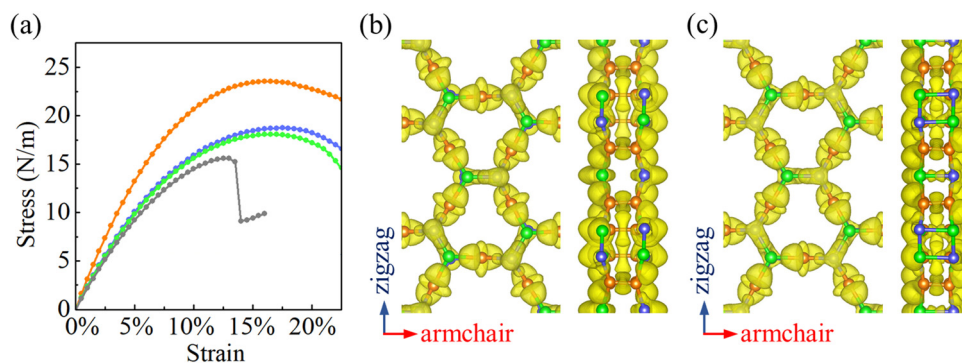 (a)
25
20
15
10
5
0
Stress (N/m)
0% 5% 10% 15% 20%
Strain
(b)
zigzag
armchair
(c)
zigzag
armchair